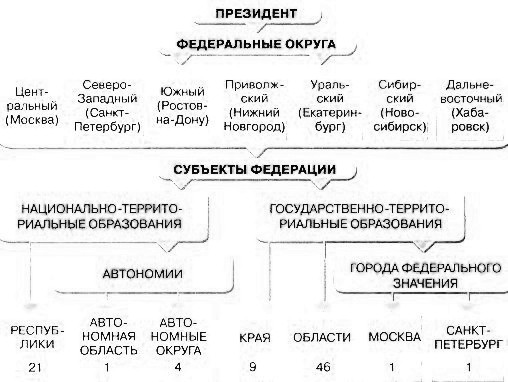 ПРЕЗИДЕНТ
ФЕДЕРАЛЬНЫЕ ОКРУГА
Цент-
ральный
(Москва)
Северо-
Западный
(Санкт-
Петербург)
Южный
(Ростов-
на-Дону)
Приволж-
ский
(Нижний
Новгород)
Ураль-
ский
(Екатерин-
бург)
Сибир-
ский
(Ново-
сибирск)
Дальне-
восточный
(Хаба-
ровск)
СУБЪЕКТЫ ФЕДЕРАЦИИ
НАЦИОНАЛЬНО-ТЕРРИТО-
РИАЛЬНЫЕ ОБРАЗОВАНИЯ
ГОСУДАРСТВЕННО-ТЕРРИТО-
РИАЛЬНЫЕ ОБРАЗОВАНИЯ
АВТОНОМИИ
ГОРОДА ФЕДЕРАЛЬНОГО
ЗНАЧЕНИЯ
РЕСПУБ-
ЛИКИ
21
АВТО-
НОМНАЯ
ОБЛАСТЬ
1
АВТО-
НОМНЫЕ
ОКРУГА
4
КРАЯ
9
ОБЛАСТИ
46
МОСКВА
1
САНКТ-
ПЕТЕРБУРГ
1